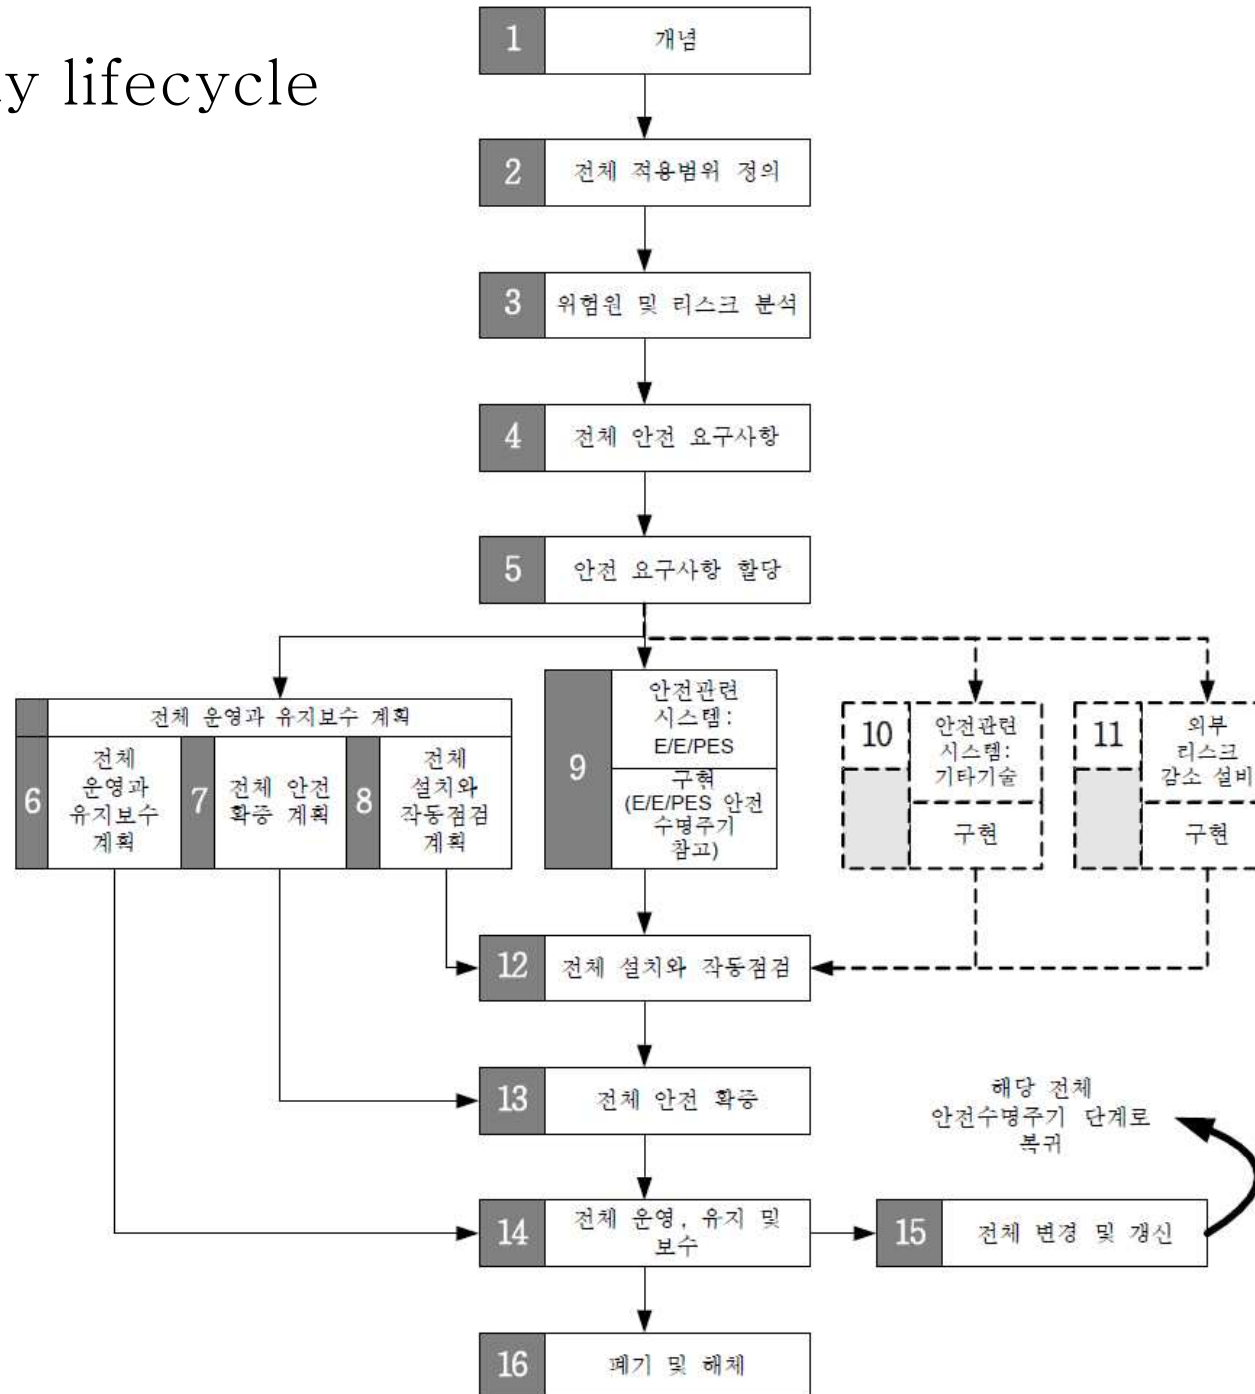 y lifecycle
1
개념
2
전체 적용범위 정의
3
위험원 및 리스크 분석
4
전체 안전 요구사항
5
안전 요구사항 할당
전체 운영과 유지보수 계획
6
전체
운영과
유지보수
계획
7
전체 안전
확증 계획
8
전체
설치와
작동점검
계획
9
안전관련
시스템:
E/E/PES
구현
(E/E/PES 안전
수명주기
참고)
10
안전관련
시스템:
기타기술
구현
11
외부
리스크
감소 설비
구현
12
전체 설치와 작동점검
13
전체 안전 확증
해당 전체
안전수명주기 단계로
복귀
14
전체 운영, 유지 및
보수
15
전체 변경 및 갱신
16
폐기 및 해체